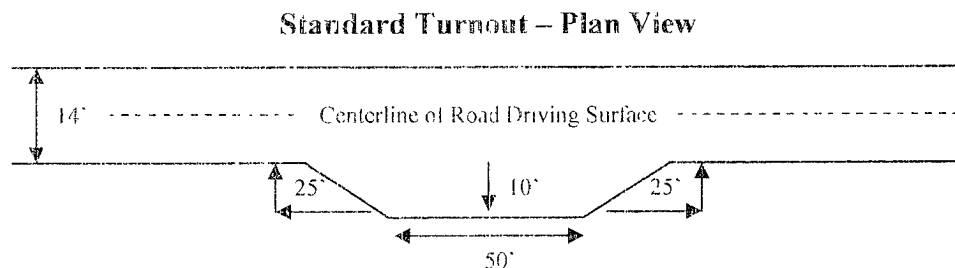 Standard Turnout – Plan View
14'
Centerline of Road Driving Surface
25'
10'
25'
50'